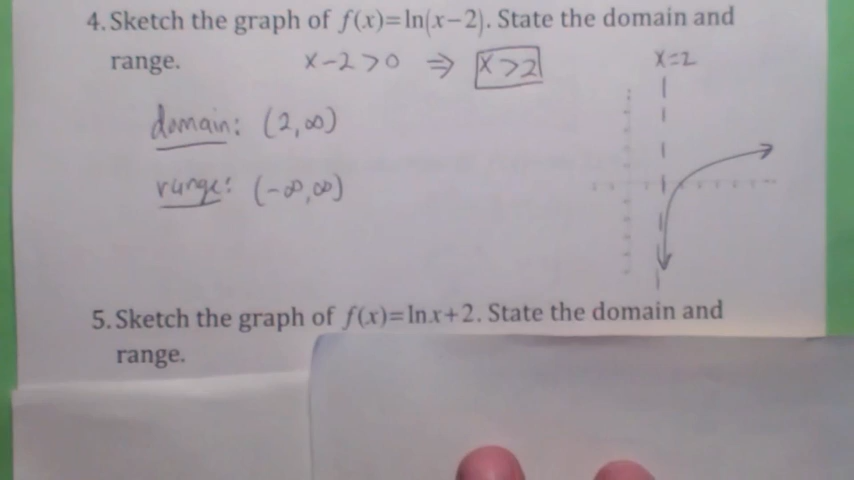 4. Sketch the graph of f(x)=ln(x−2). State the domain and
range.
x−2>0 ⇒ x>2
x=2
domain: (2,∞)
range: (-∞,∞)
5. Sketch the graph of f(x)=lnx+2. State the domain and
range.